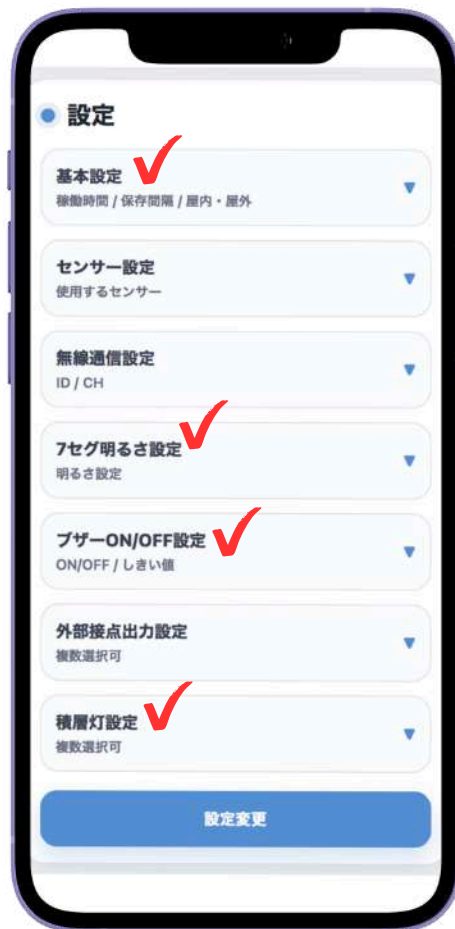 設定
基本設定
稼働時間 / 保存間隔 / 屋内・屋外
センサー設定
使用するセンサー
無線通信設定
ID / CH
7セグ明るさ設定
明るさ設定
ブザーON/OFF設定
ON/OFF / しきい値
外部接点出力設定
複数選択可
積層灯設定
複数選択可
設定変更